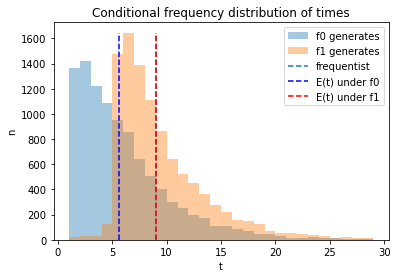 Conditional frequency distribution of times
f0 generates
f1 generates
frequentist
E(t) under f0
E(t) under f1
1600
1400
1200
1000
800
600
400
200
0
n
0 5 10 15 20 25 30
t